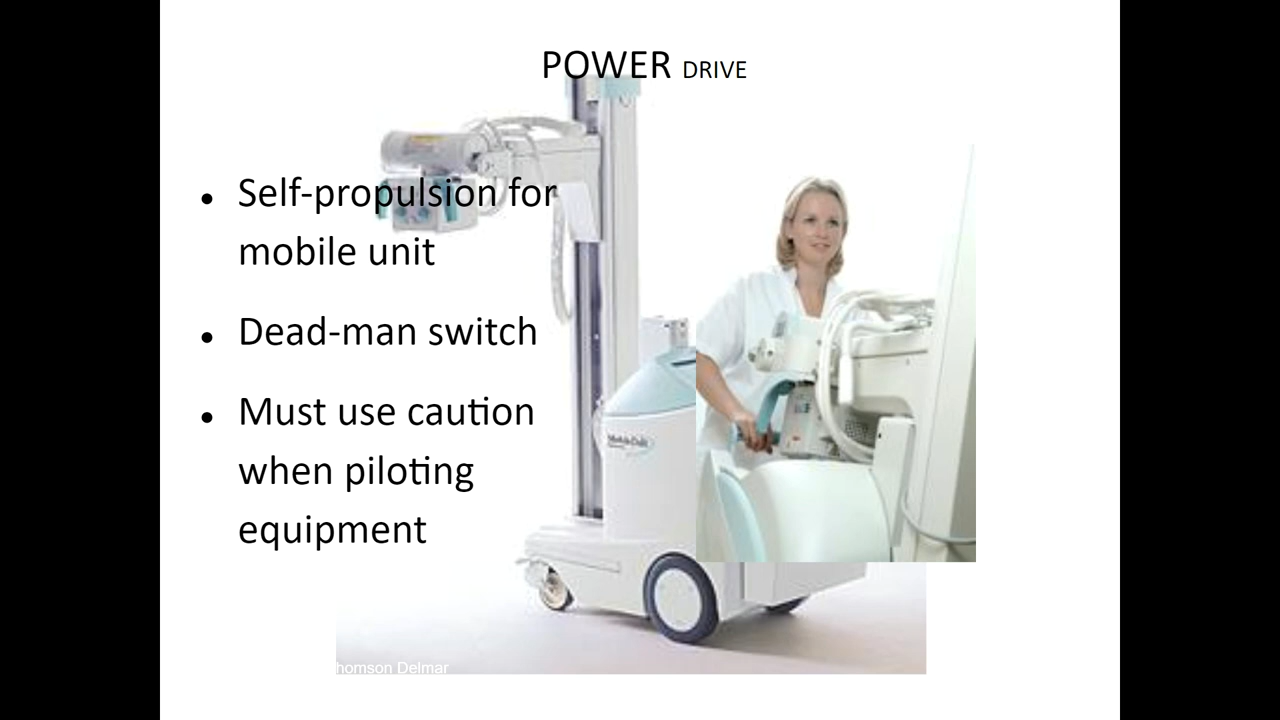 POWER DRIVE
• Self-propulsion for
mobile unit
• Dead-man switch
• Must use caution
when piloting
equipment
homson Delmar